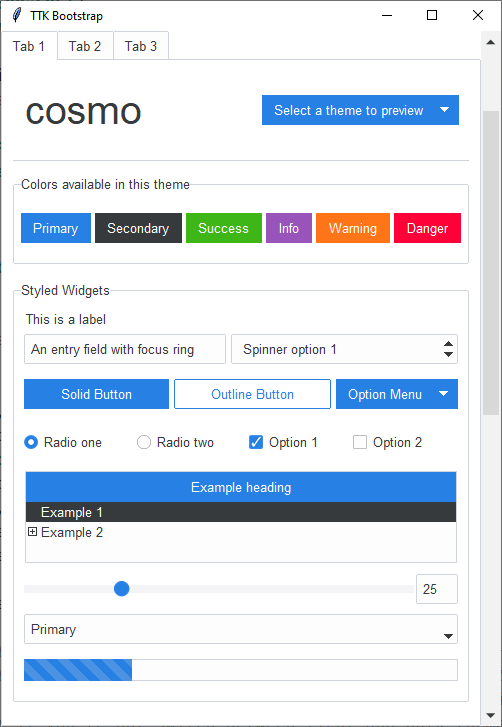 TTK Bootstrap
Tab 1 Tab 2 Tab 3
cosmo
Select a theme to preview
Colors available in this theme
Primary Secondary Success Info Warning Danger
Styled Widgets
This is a label
An entry field with focus ring Spinner option 1
Solid Button Outline Button Option Menu
Radio one Radio two Option 1 Option 2
Example heading
Example 1
Example 2
25
Primary